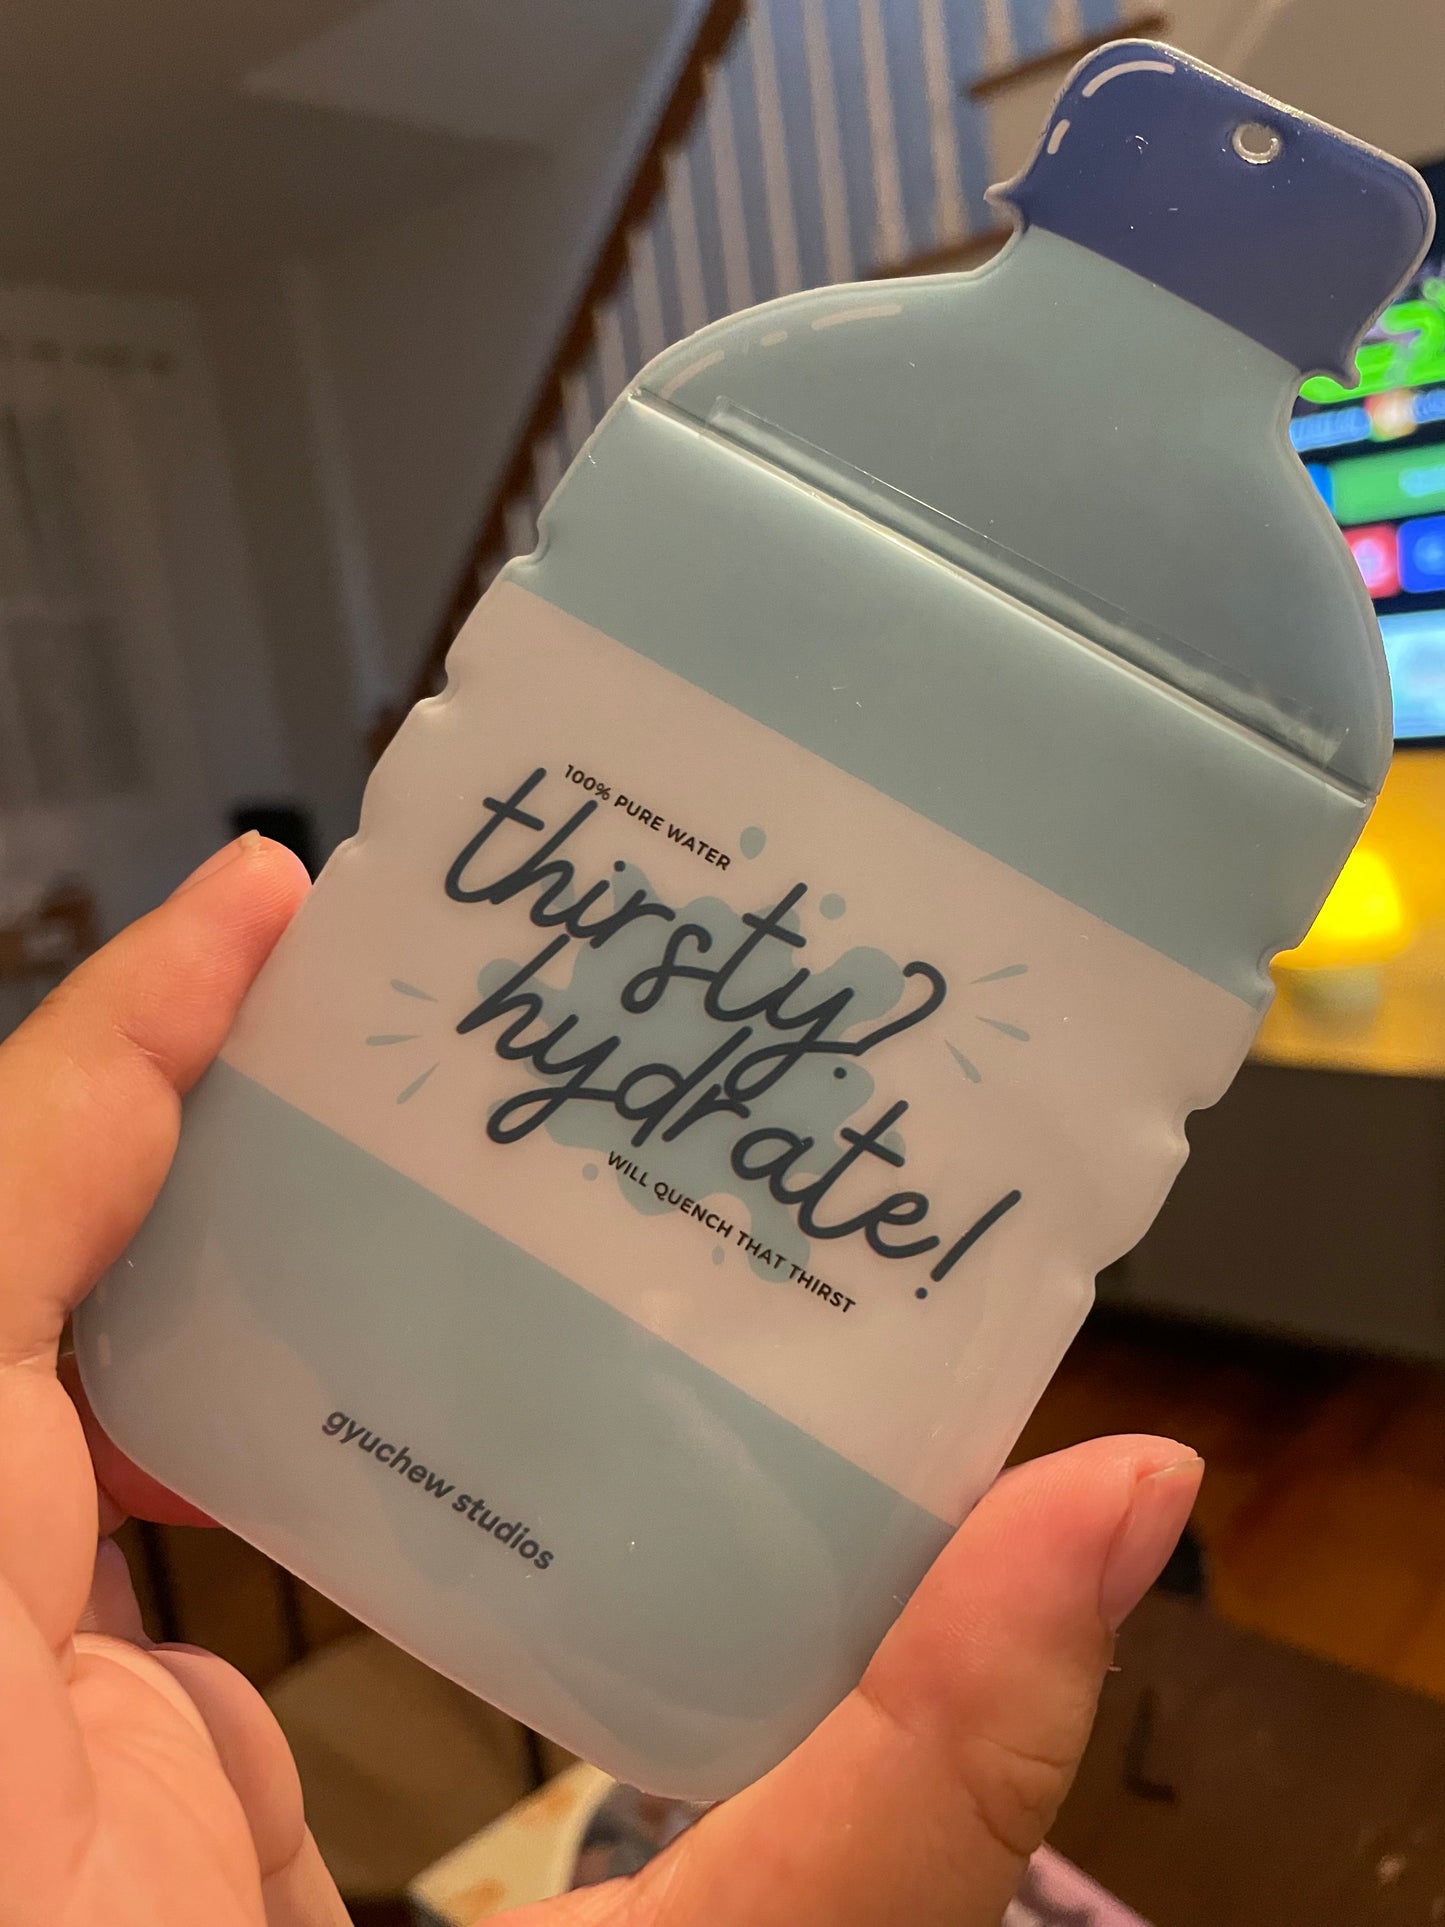 100% PURE WATER
thirsty?
hydrate!
WILL QUENCH THAT THIRST
gyuchew studios